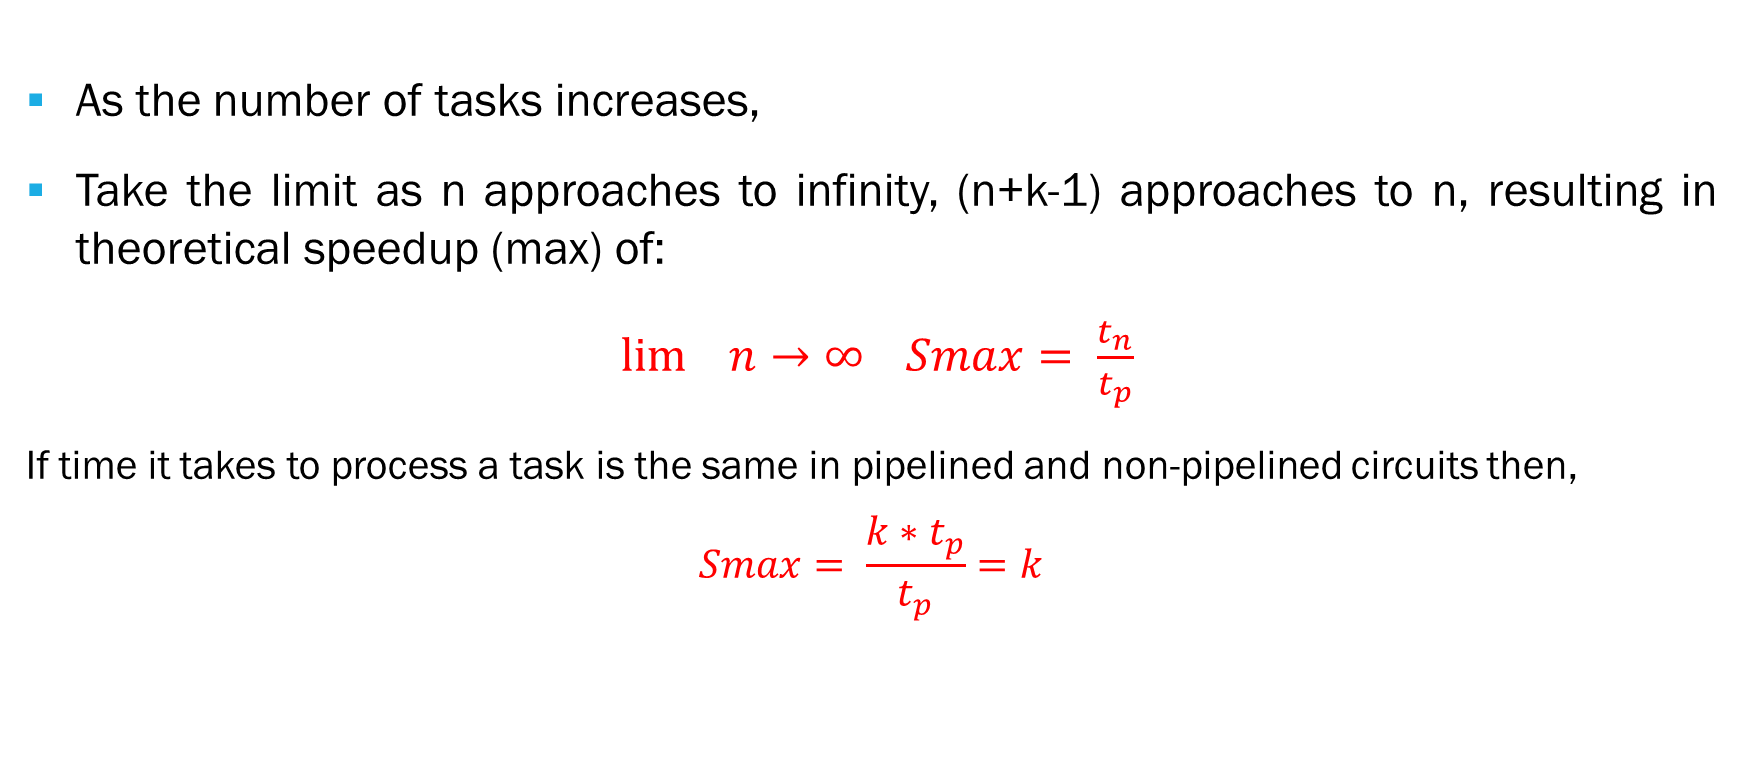 ▪ As the number of tasks increases,
▪ Take the limit as n approaches to infinity, (n+k-1) approaches to n, resulting in
theoretical speedup (max) of:
lim n → ∞ Smax = t_n / t_p
If time it takes to process a task is the same in pipelined and non-pipelined circuits then,
Smax = k * t_p / t_p = k